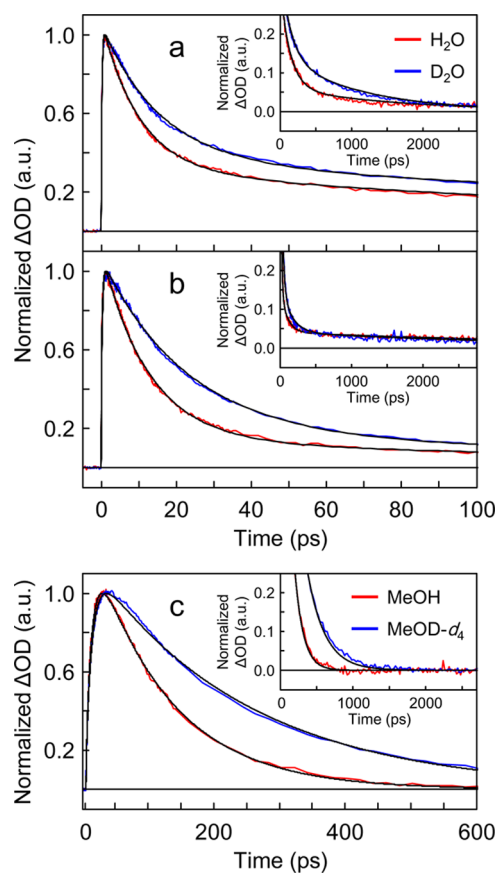 a
Normalized ΔOD (a.u.)
1.0
0.6
0.2
Normalized
ΔOD (a.u.)
0.2
0.1
0.0
0
1000
2000
Time (ps)
H₂O
D₂O
b
Normalized ΔOD (a.u.)
1.0
0.6
0.2
Normalized
ΔOD (a.u.)
0.2
0.1
0.0
0
1000
2000
Time (ps)
0
20
40
60
80
100
Time (ps)
c
Normalized ΔOD (a.u.)
1.0
0.6
0.2
Normalized
ΔOD (a.u.)
0.2
0.1
0.0
0
1000
2000
Time (ps)
MeOH
MeOD-d₄
0
200
400
600
Time (ps)